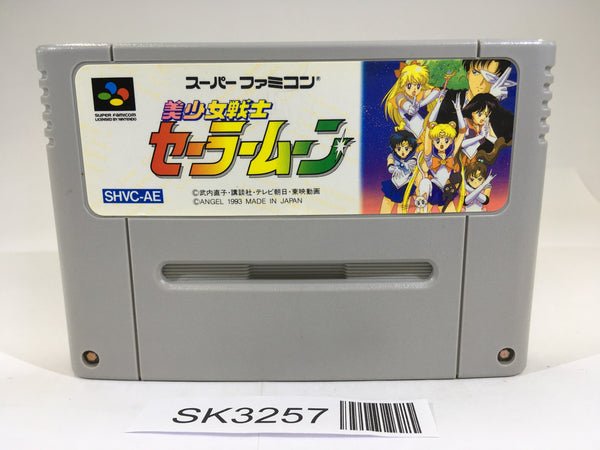 スーパーファミコン®
SUPER FAMICOM
LICENSED BY NINTENDO
美少女戦士
セーラームーン
SHVC-AE
©武内直子・講談社・テレビ朝日・東映動画
©ANGEL 1993 MADE IN JAPAN
SK3257